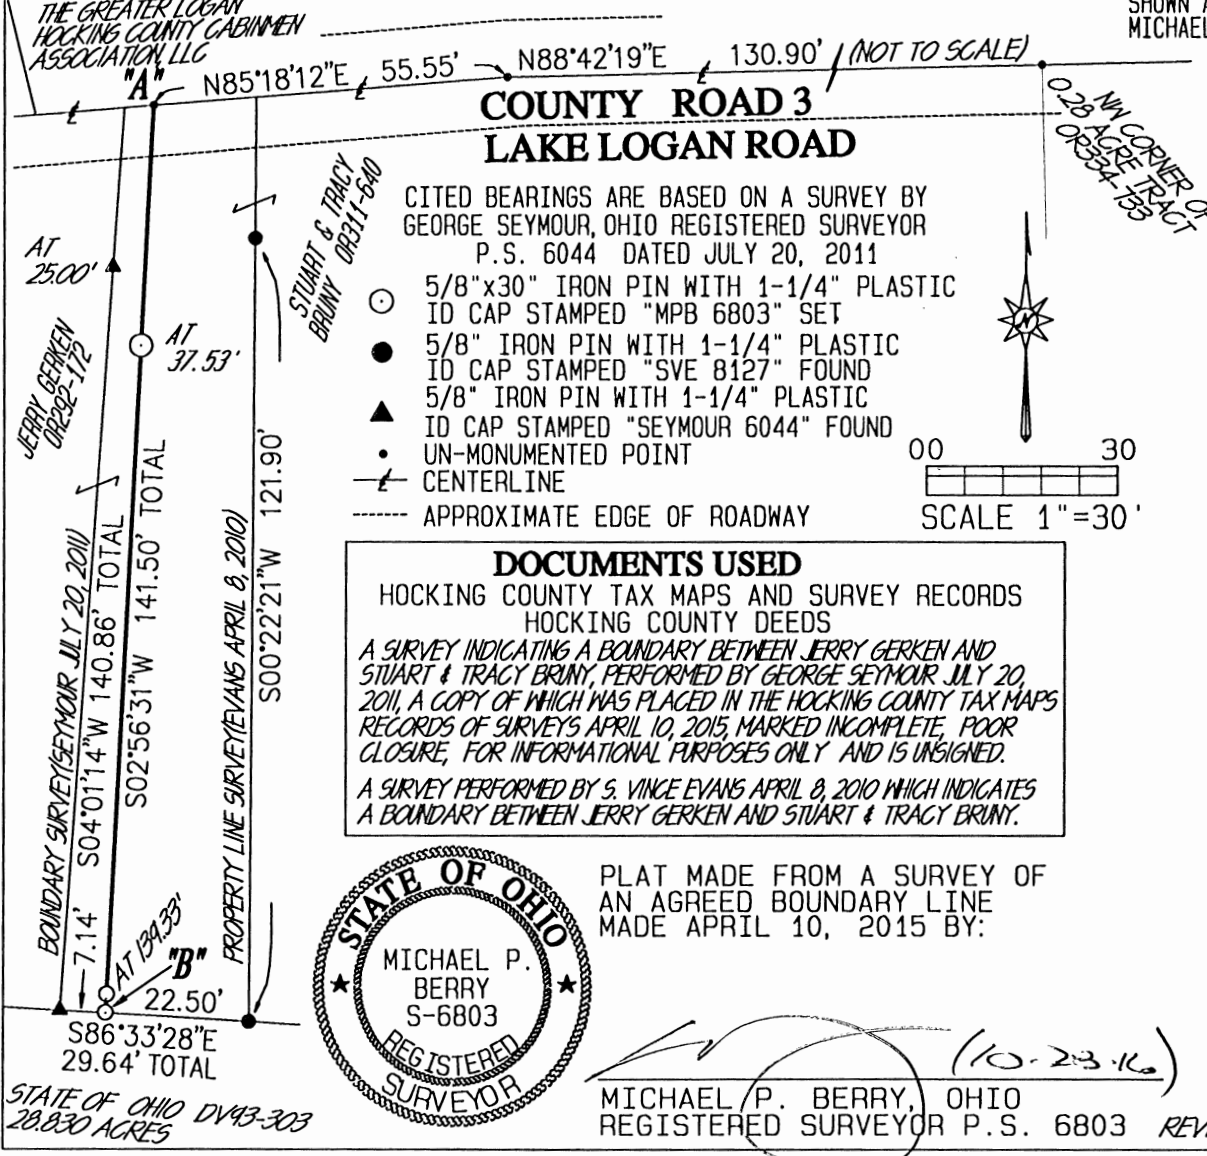 THE GREATER LOGAN
HOCKING COUNTY CABINMEN
ASSOCIATION, LLC
SHOWN
MICHAEL
"A"
N85°18'12"E 55.55'
N88°42'19"E 130.90' (NOT TO SCALE)
COUNTY ROAD 3
LAKE LOGAN ROAD
NW CORNER OF
0.28 ACRE TRACT
OR334-733
STUART & TRACY
BRUNY OR311-640
AT
25.00'
AT
37.53'
JERRY GERKEN
OR292-172
CITED BEARINGS ARE BASED ON A SURVEY BY
GEORGE SEYMOUR, OHIO REGISTERED SURVEYOR
P.S. 6044 DATED JULY 20, 2011
5/8"x30" IRON PIN WITH 1-1/4" PLASTIC
ID CAP STAMPED "MPB 6803" SET
5/8" IRON PIN WITH 1-1/4" PLASTIC
ID CAP STAMPED "SVE 8127" FOUND
5/8" IRON PIN WITH 1-1/4" PLASTIC
ID CAP STAMPED "SEYMOUR 6044" FOUND
UN-MONUMENTED POINT
CENTERLINE
APPROXIMATE EDGE OF ROADWAY
N
00 30
SCALE 1"=30'
BOUNDARY SURVEY(SEYMOUR JULY 20, 2011)
S04°01'14"W 140.86' TOTAL
S02°56'31"W 141.50' TOTAL
PROPERTY LINE SURVEY(EVANS APRIL 8, 2010)
S00°22'21"W 121.90'
DOCUMENTS USED
HOCKING COUNTY TAX MAPS AND SURVEY RECORDS
HOCKING COUNTY DEEDS
A SURVEY INDICATING A BOUNDARY BETWEEN JERRY GERKEN AND
STUART & TRACY BRUNY, PERFORMED BY GEORGE SEYMOUR JULY 20,
2011, A COPY OF WHICH WAS PLACED IN THE HOCKING COUNTY TAX MAPS
RECORDS OF SURVEYS APRIL 10, 2015, MARKED INCOMPLETE, POOR
CLOSURE, FOR INFORMATIONAL PURPOSES ONLY AND IS UNSIGNED.
A SURVEY PERFORMED BY S. VINCE EVANS APRIL 8, 2010 WHICH INDICATES
A BOUNDARY BETWEEN JERRY GERKEN AND STUART & TRACY BRUNY.
7.14'
AT 139.33'
"B"
22.50'
S86°33'28"E
29.64' TOTAL
STATE OF OHIO DV93-303
28.830 ACRES
STATE OF OHIO
MICHAEL P.
BERRY
S-6803
REGISTERED
SURVEYOR
PLAT MADE FROM A SURVEY OF
AN AGREED BOUNDARY LINE
MADE APRIL 10, 2015 BY:
(10-23-16)
MICHAEL P. BERRY, OHIO
REGISTERED SURVEYOR P.S. 6803